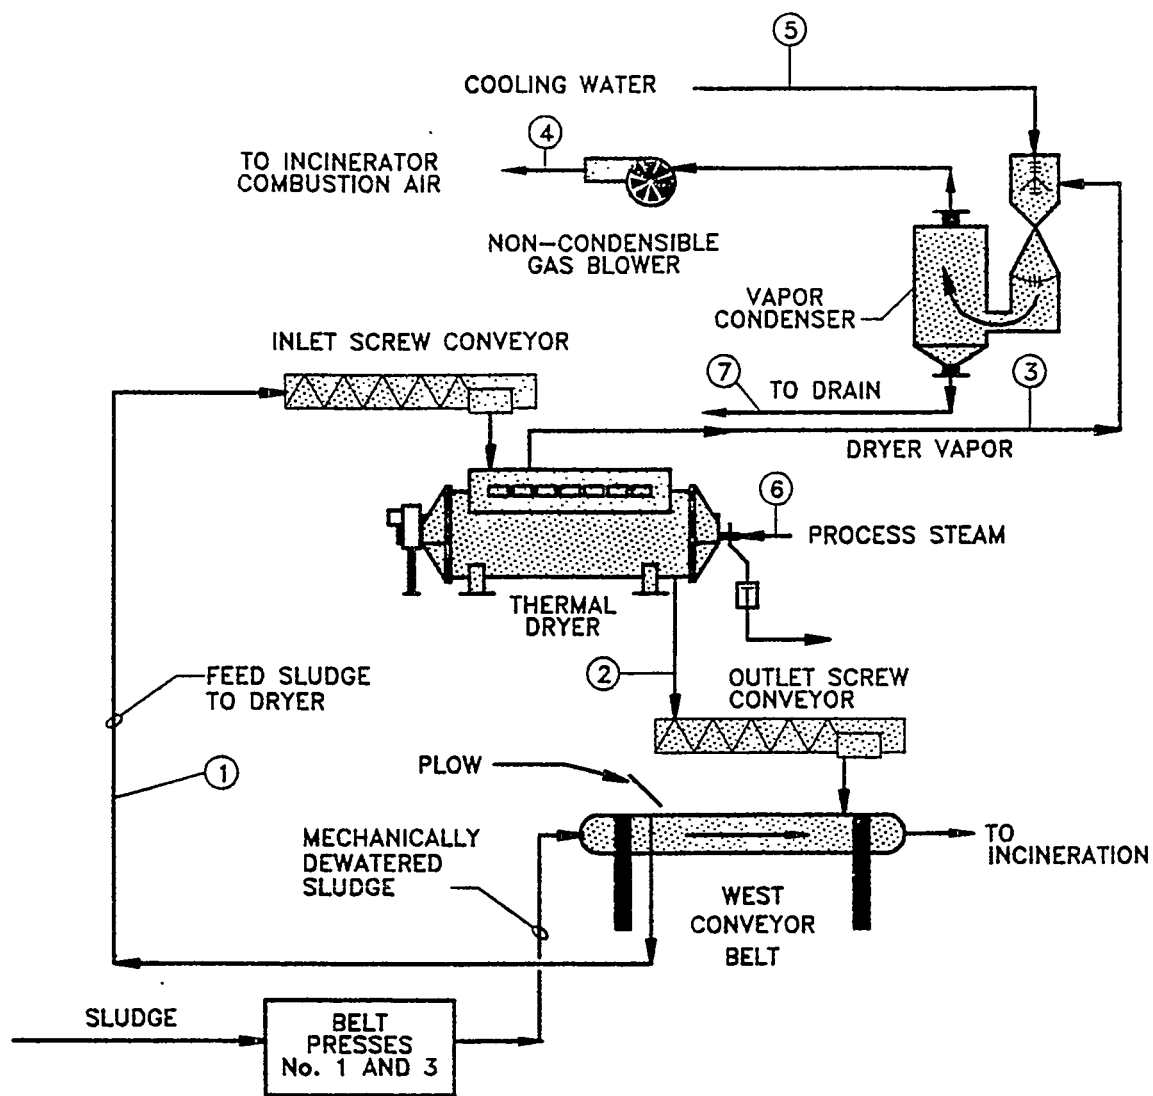 5
COOLING WATER
4
TO INCINERATOR
COMBUSTION AIR
NON-CONDENSIBLE
GAS BLOWER
VAPOR
CONDENSER
INLET SCREW CONVEYOR
7
TO DRAIN
3
DRYER VAPOR
6
PROCESS STEAM
T
THERMAL
DRYER
2
OUTLET SCREW
CONVEYOR
FEED SLUDGE
TO DRYER
1
PLOW
MECHANICALLY
DEWATERED
SLUDGE
TO
INCINERATION
WEST
CONVEYOR
BELT
SLUDGE
BELT
PRESSES
No. 1 AND 3